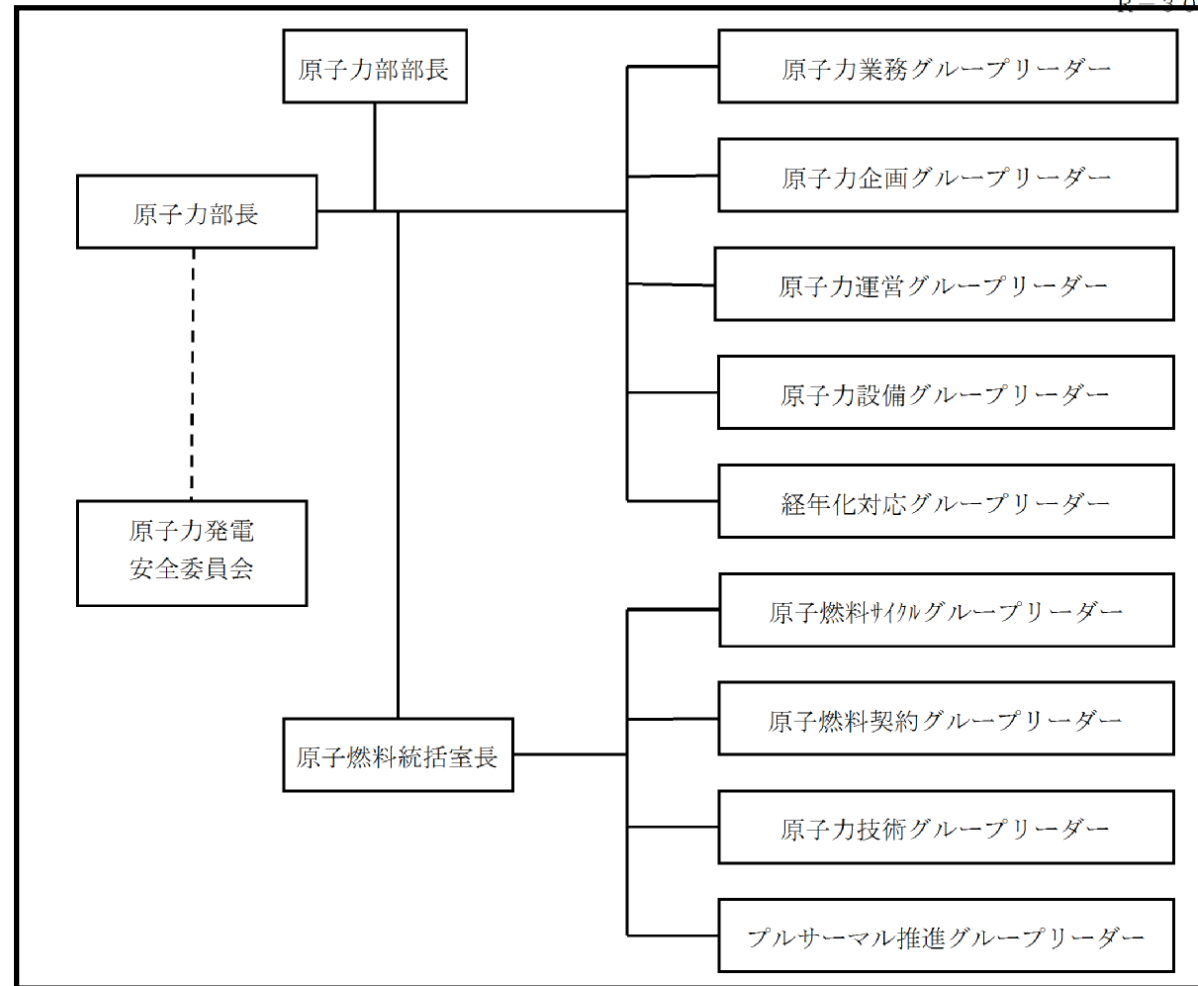 原子力部部長
原子力部長
原子力発電
安全委員会
原子燃料統括室長
原子力業務グループリーダー
原子力企画グループリーダー
原子力運営グループリーダー
原子力設備グループリーダー
経年化対応グループリーダー
原子燃料ｻｲｸﾙグループリーダー
原子燃料契約グループリーダー
原子力技術グループリーダー
プルサーマル推進グループリーダー